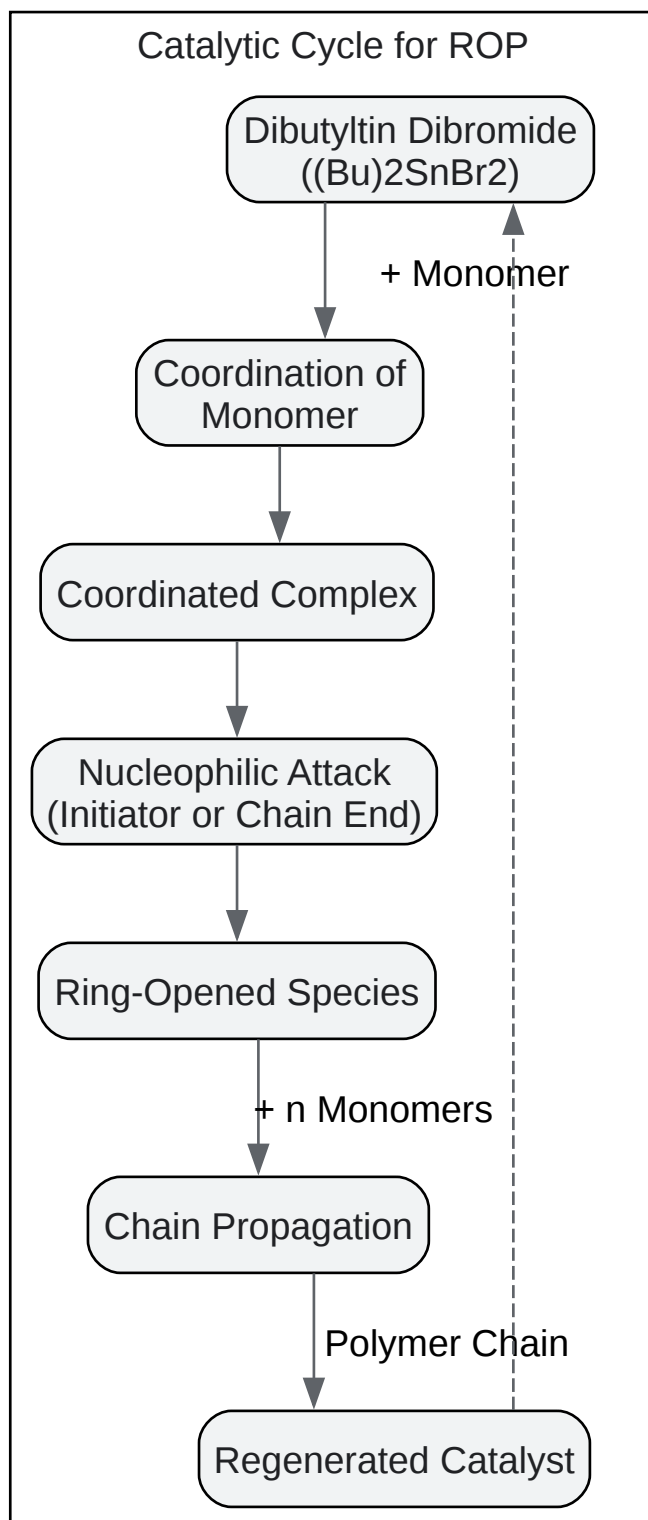 Catalytic Cycle for ROP
Dibutyltin Dibromide
((Bu)2SnBr2)
+ Monomer
Coordination of
Monomer
Coordinated Complex
Nucleophilic Attack
(Initiator or Chain End)
Ring-Opened Species
+ n Monomers
Chain Propagation
Polymer Chain
Regenerated Catalyst